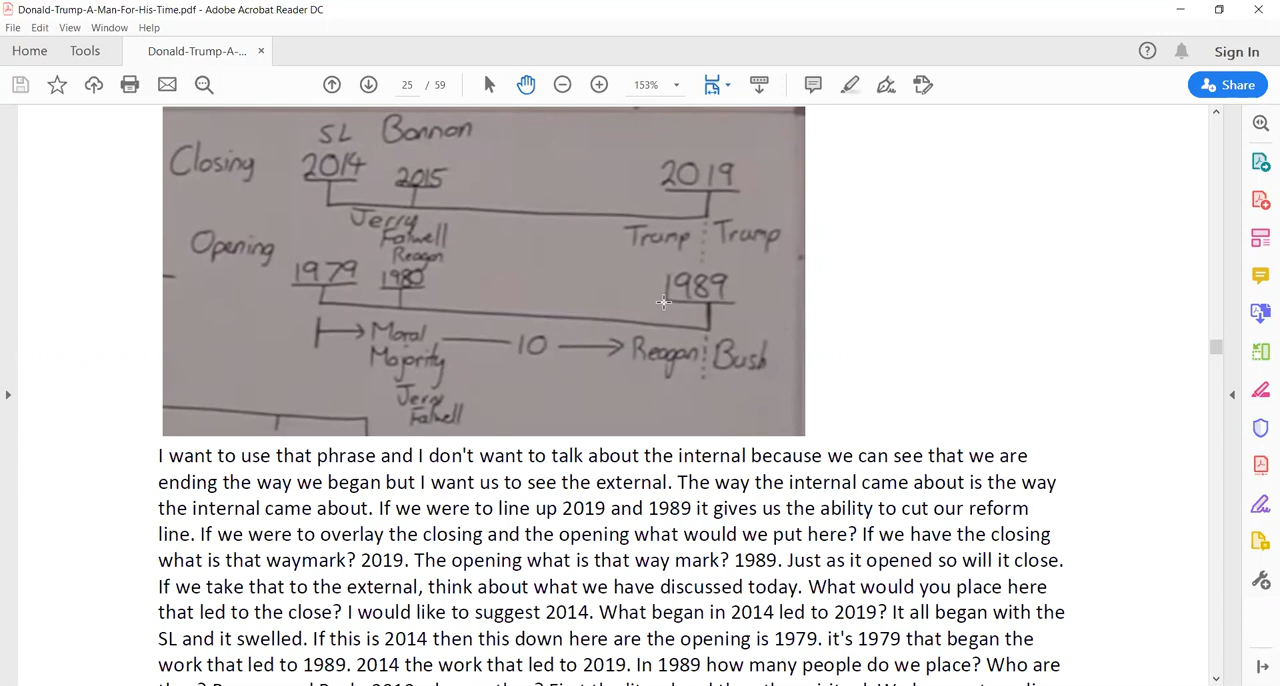 Donald-Trump-A-Man-For-His-Time.pdf - Adobe Acrobat Reader DC
File Edit View Window Help
Home Tools Donald-Trump-A-... × Sign In
25 / 59 153% Share
SL Bannon
Closing 2014 2015 2019
Jerry Falwell Trump Trump
Opening Reagan
1979 1980 1989
Moral Majority 10 Reagan Bush
Jerry Falwell
I want to use that phrase and I don't want to talk about the internal because we can see that we are
ending the way we began but I want us to see the external. The way the internal came about is the way
the internal came about. If we were to line up 2019 and 1989 it gives us the ability to cut our reform
line. If we were to overlay the closing and the opening what would we put here? If we have the closing
what is that waymark? 2019. The opening what is that way mark? 1989. Just as it opened so will it close.
If we take that to the external, think about what we have discussed today. What would you place here
that led to the close? I would like to suggest 2014. What began in 2014 led to 2019? It all began with the
SL and it swelled. If this is 2014 then this down here are the opening is 1979. it's 1979 that began the
work that led to 1989. 2014 the work that led to 2019. In 1989 how many people do we place? Who are